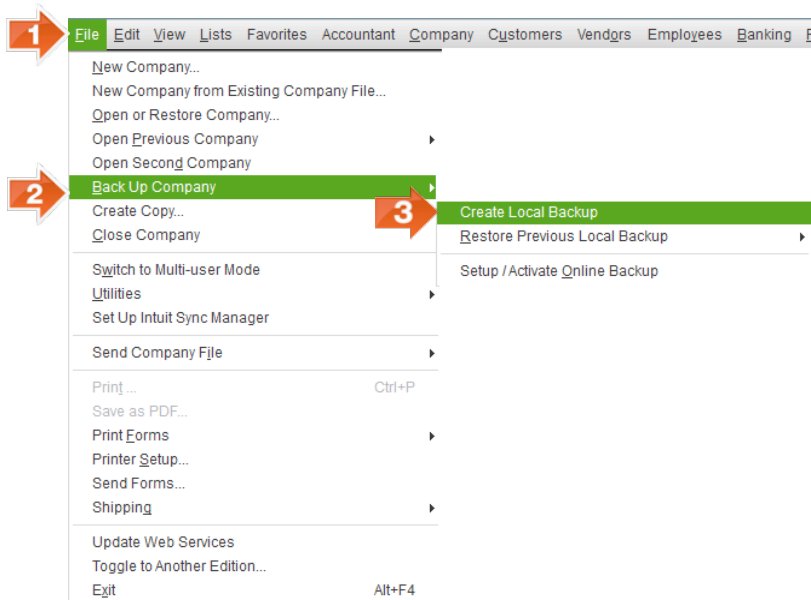 1 File Edit View Lists Favorites Accountant Company Customers Vendors Employees Banking
New Company...
New Company from Existing Company File...
Open or Restore Company...
Open Previous Company
Open Second Company
2 Back Up Company
Create Copy...
3 Create Local Backup
Close Company
Restore Previous Local Backup
Switch to Multi-user Mode
Setup / Activate Online Backup
Utilities
Set Up Intuit Sync Manager
Send Company File
Print ... Ctrl+P
Save as PDF...
Print Forms
Printer Setup...
Send Forms...
Shipping
Update Web Services
Toggle to Another Edition...
Exit Alt+F4